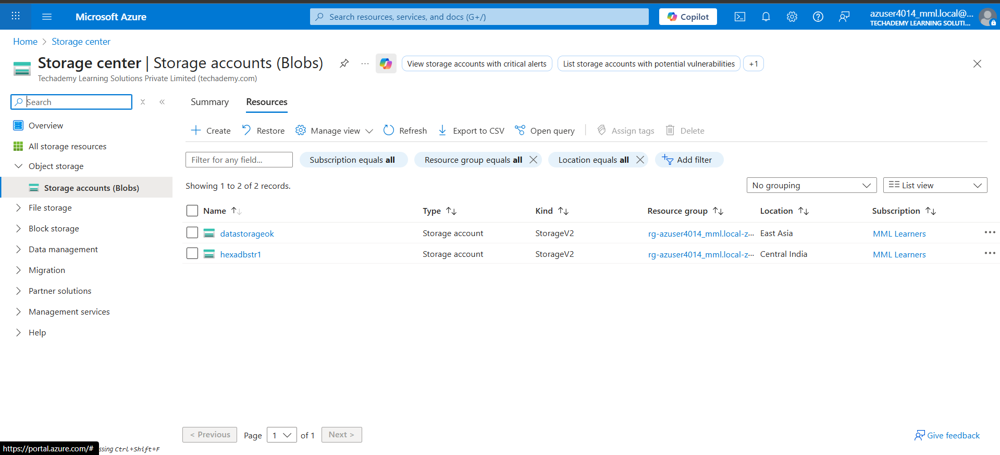 Microsoft Azure
Search resources, services, and docs (G+/)
Copilot
azuser4014_mml.local@...
TECHADEMY LEARNING SOLUTI...
Home > Storage center
Storage center | Storage accounts (Blobs)
...
View storage accounts with critical alerts
List storage accounts with potential vulnerabilities
+1
Techademy Learning Solutions Private Limited (techademy.com)
Search
Overview
All storage resources
Object storage
Storage accounts (Blobs)
File storage
Block storage
Data management
Migration
Partner solutions
Management services
Help
Summary Resources
Create Restore Manage view Refresh Export to CSV Open query Assign tags Delete
Filter for any field... Subscription equals all Resource group equals all Location equals all Add filter
Showing 1 to 2 of 2 records.
No grouping List view
Name Type Kind Resource group Location Subscription
datastorageok Storage account StorageV2 rg-azuser4014_mml.local-z... East Asia MML Learners ...
hexadbstr1 Storage account StorageV2 rg-azuser4014_mml.local-z... Central India MML Learners ...
< Previous Page 1 of 1 Next >
Give feedback
https://portal.azure.com/# ssing Ctrl+Shift+F